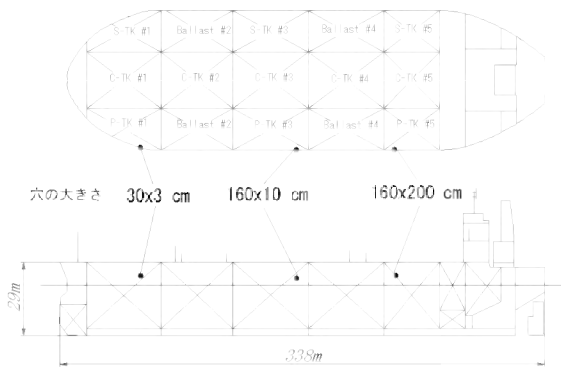 S-TK #1 Ballast #2 S-TK #3 Ballast #4 S-TK #5
C-TK #1 C-TK #2 C-TK #3 C-TK #4 C-TK #5
P-TK #1 Ballast #2 P-TK #3 Ballast #4 P-TK #5
穴の大きさ 30x3 cm 160x10 cm 160x200 cm
29m
338m